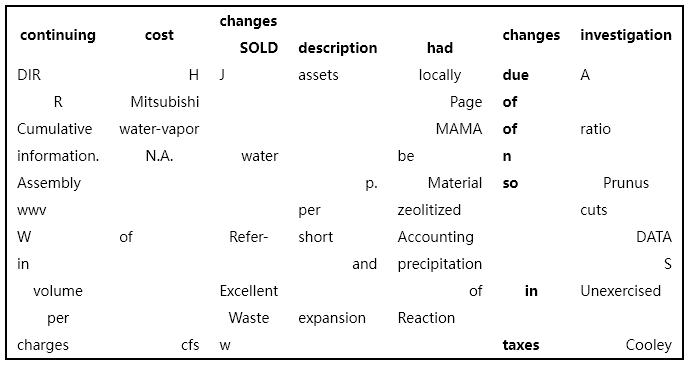 changes
continuing cost changes investigation
SOLD description had
DIR H J assets locally due A
R Mitsubishi Page of
Cumulative water-vapor MAMA of ratio
information. N.A. water be n
Assembly p. Material so Prunus
wwv per zeolitized cuts
W of Refer- short Accounting DATA
in and precipitation S
volume Excellent of in Unexercised
per Waste expansion Reaction
charges cfs w taxes Cooley